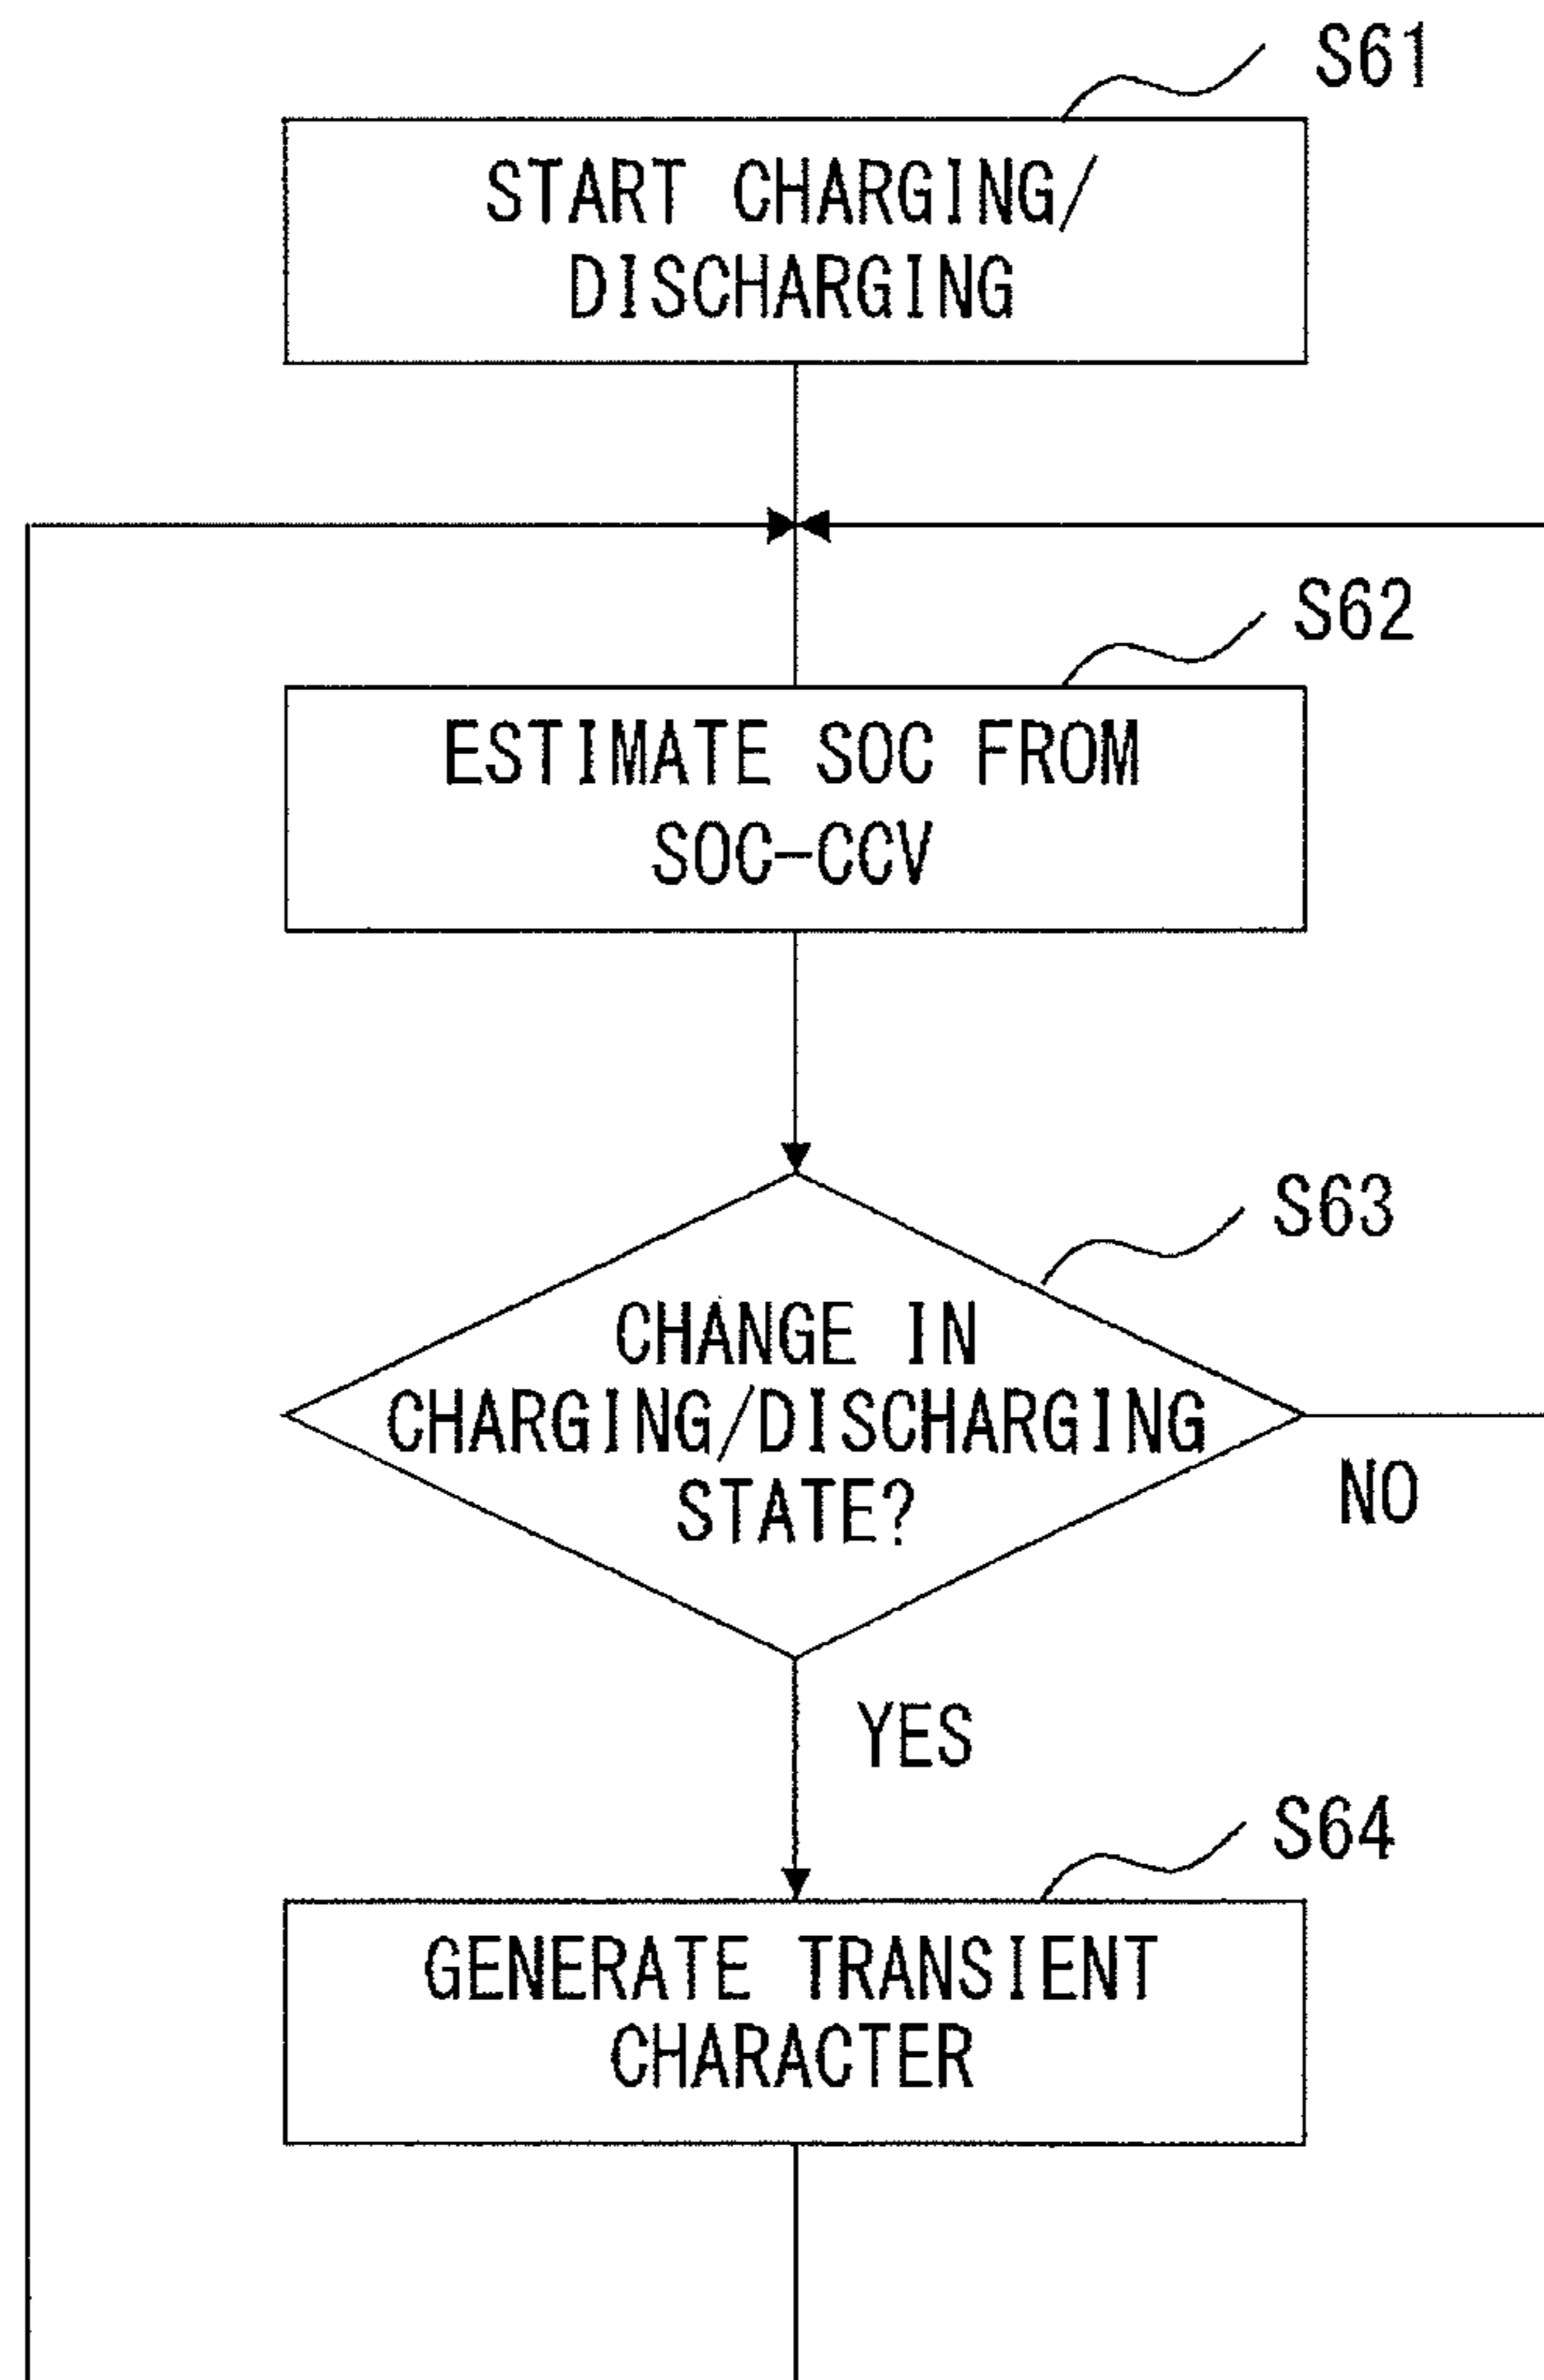 S61
START CHARGING/
DISCHARGING
S62
ESTIMATE SOC FROM
SOC-CCV
S63
CHANGE IN
CHARGING/DISCHARGING
STATE?
NO
YES
S64
GENERATE TRANSIENT
CHARACTER